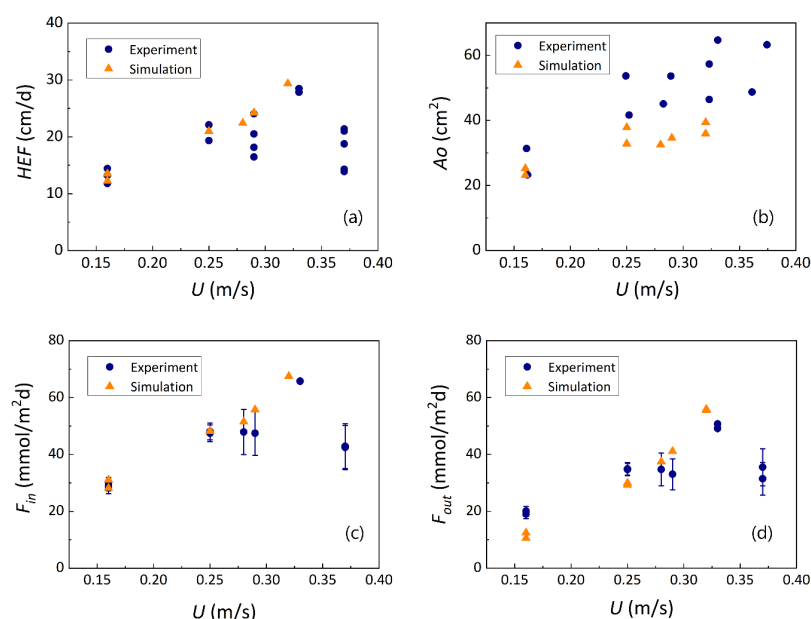 40
30
20
10
0
HEF (cm/d)
Experiment
Simulation
(a)
0.15 0.20 0.25 0.30 0.35 0.40
U (m/s)
60
40
20
0
Ao (cm²)
Experiment
Simulation
(b)
0.15 0.20 0.25 0.30 0.35 0.40
U (m/s)
80
60
40
20
0
F_in (mmol/m²d)
Experiment
Simulation
(c)
0.15 0.20 0.25 0.30 0.35 0.40
U (m/s)
80
60
40
20
0
F_out (mmol/m²d)
Experiment
Simulation
(d)
0.15 0.20 0.25 0.30 0.35 0.40
U (m/s)